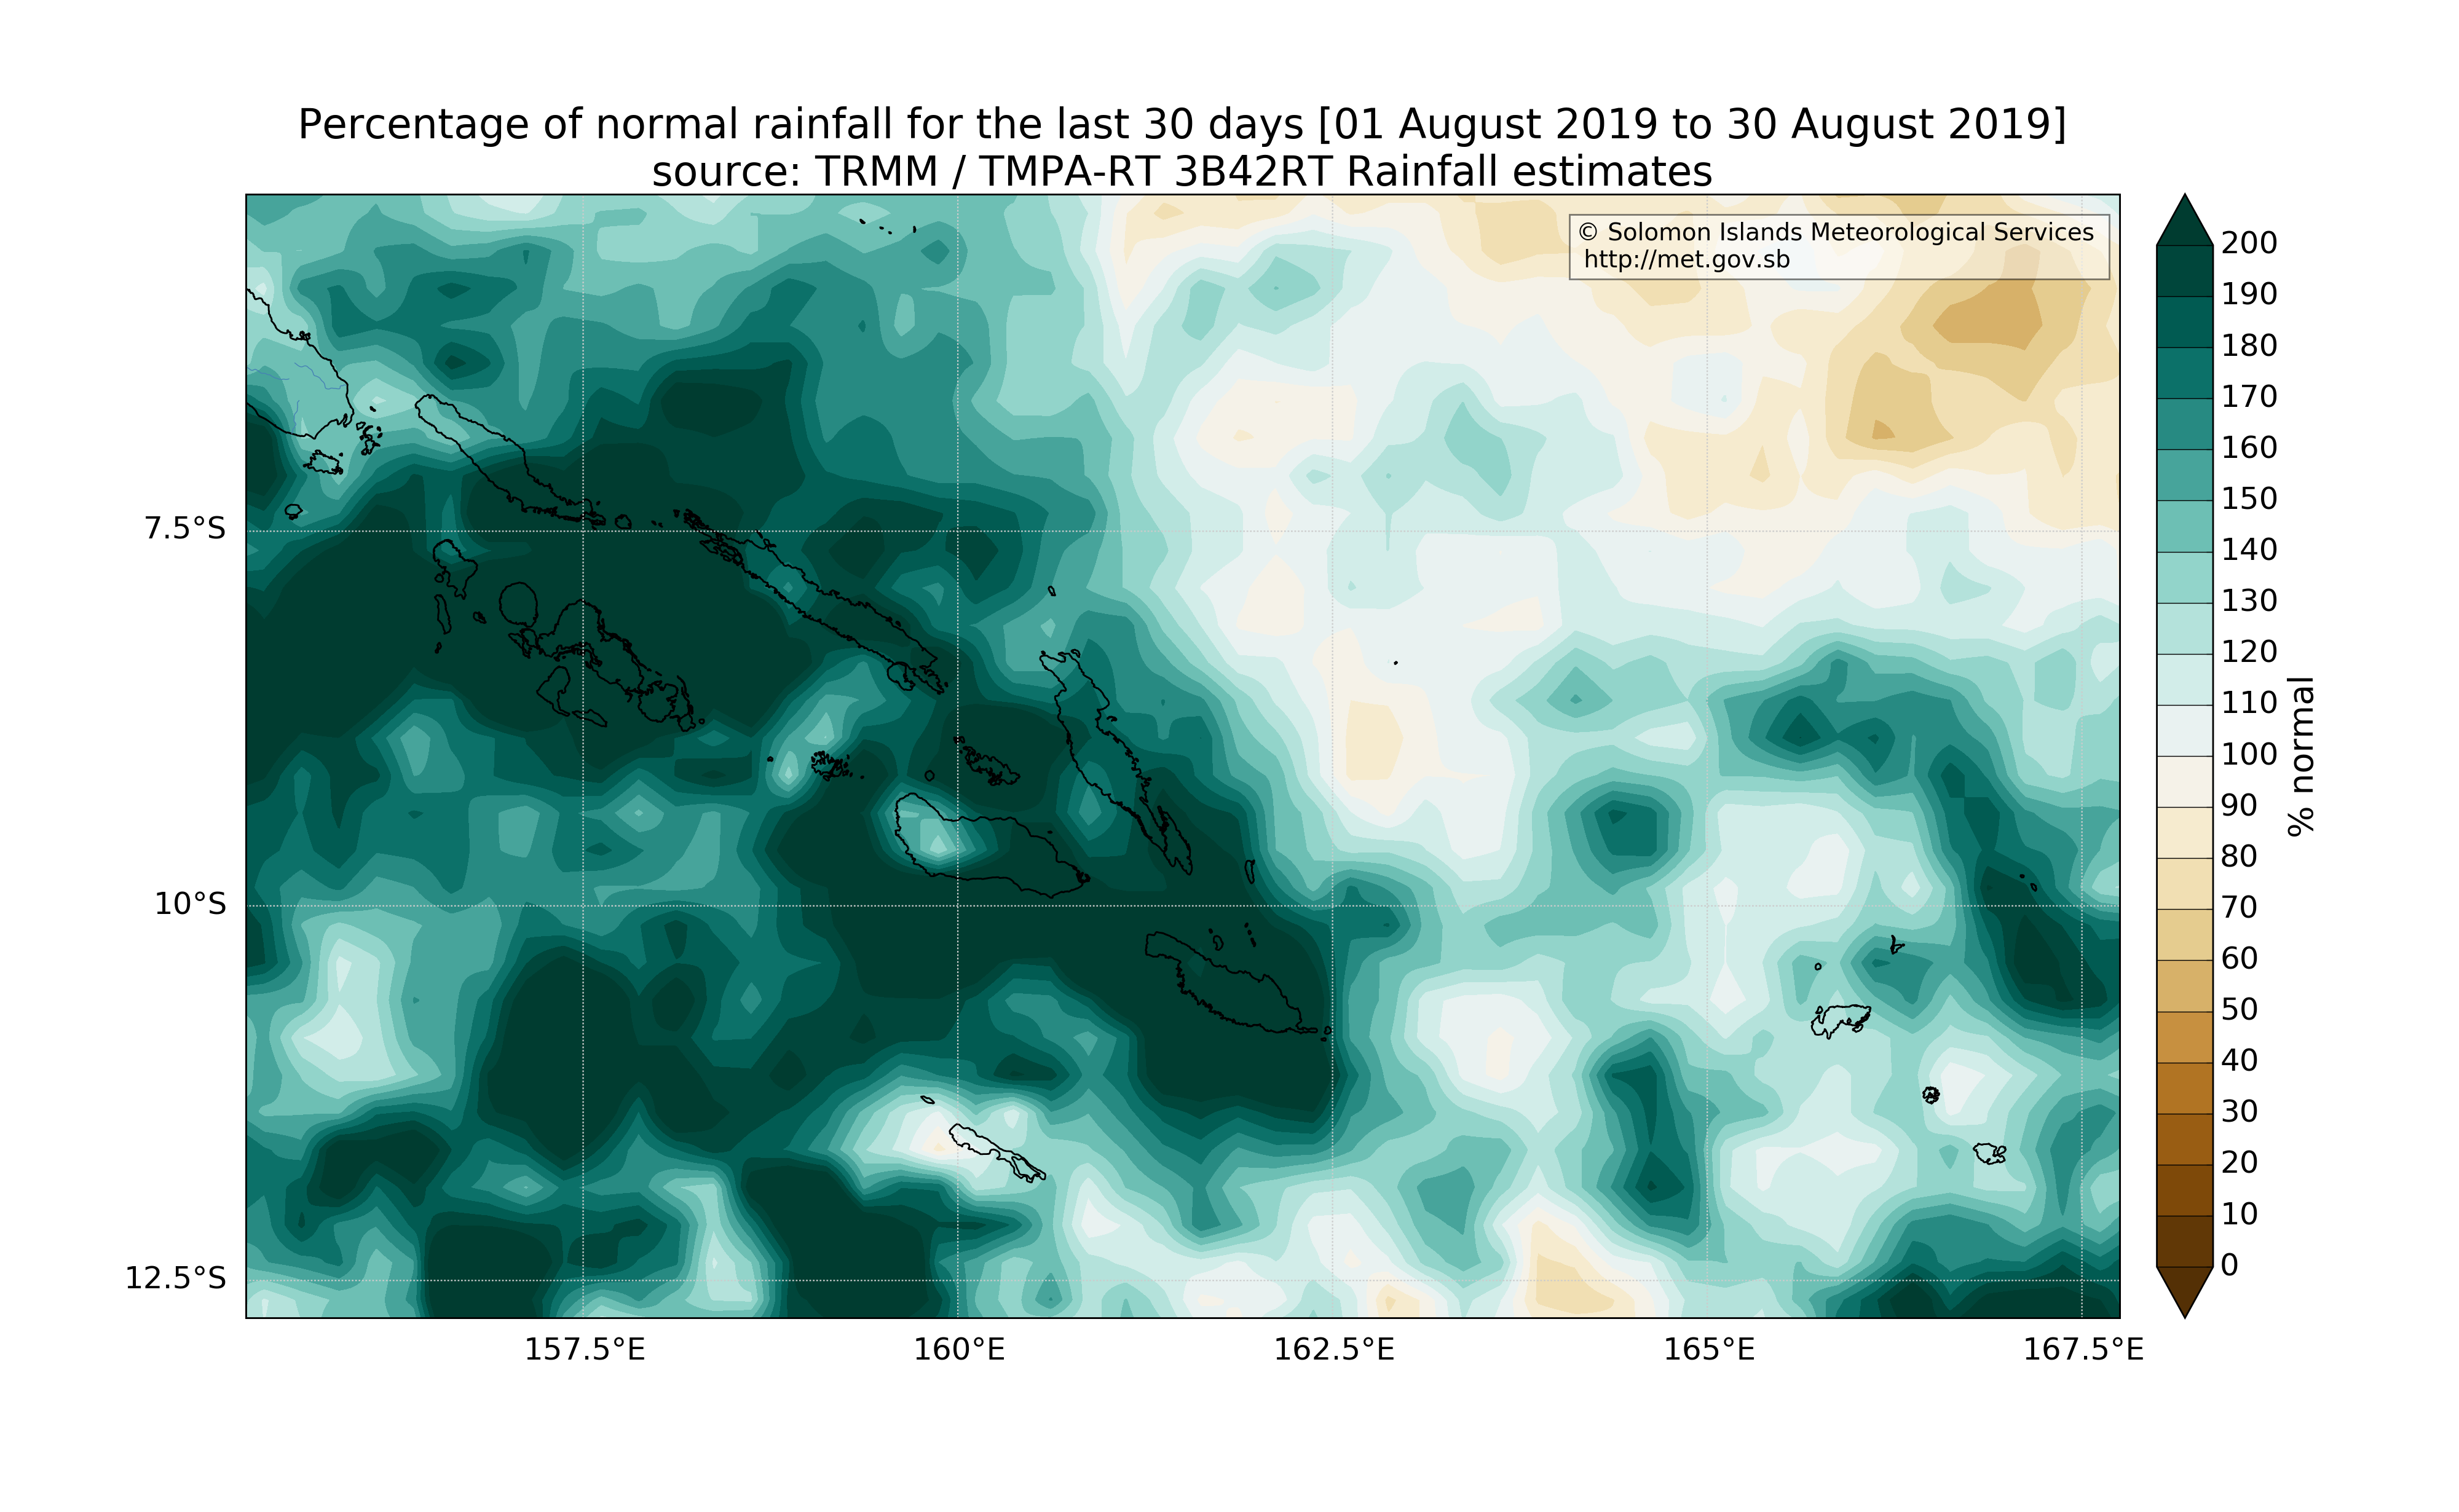 Percentage of normal rainfall for the last 30 days [01 August 2019 to 30 August 2019]
source: TRMM / TMPA-RT 3B42RT Rainfall estimates
© Solomon Islands Meteorological Services
http://met.gov.sb
7.5°S
10°S
12.5°S
157.5°E
160°E
162.5°E
165°E
167.5°E
200
190
180
170
160
150
140
130
120
110
100
90
80
70
60
50
40
30
20
10
0
% normal